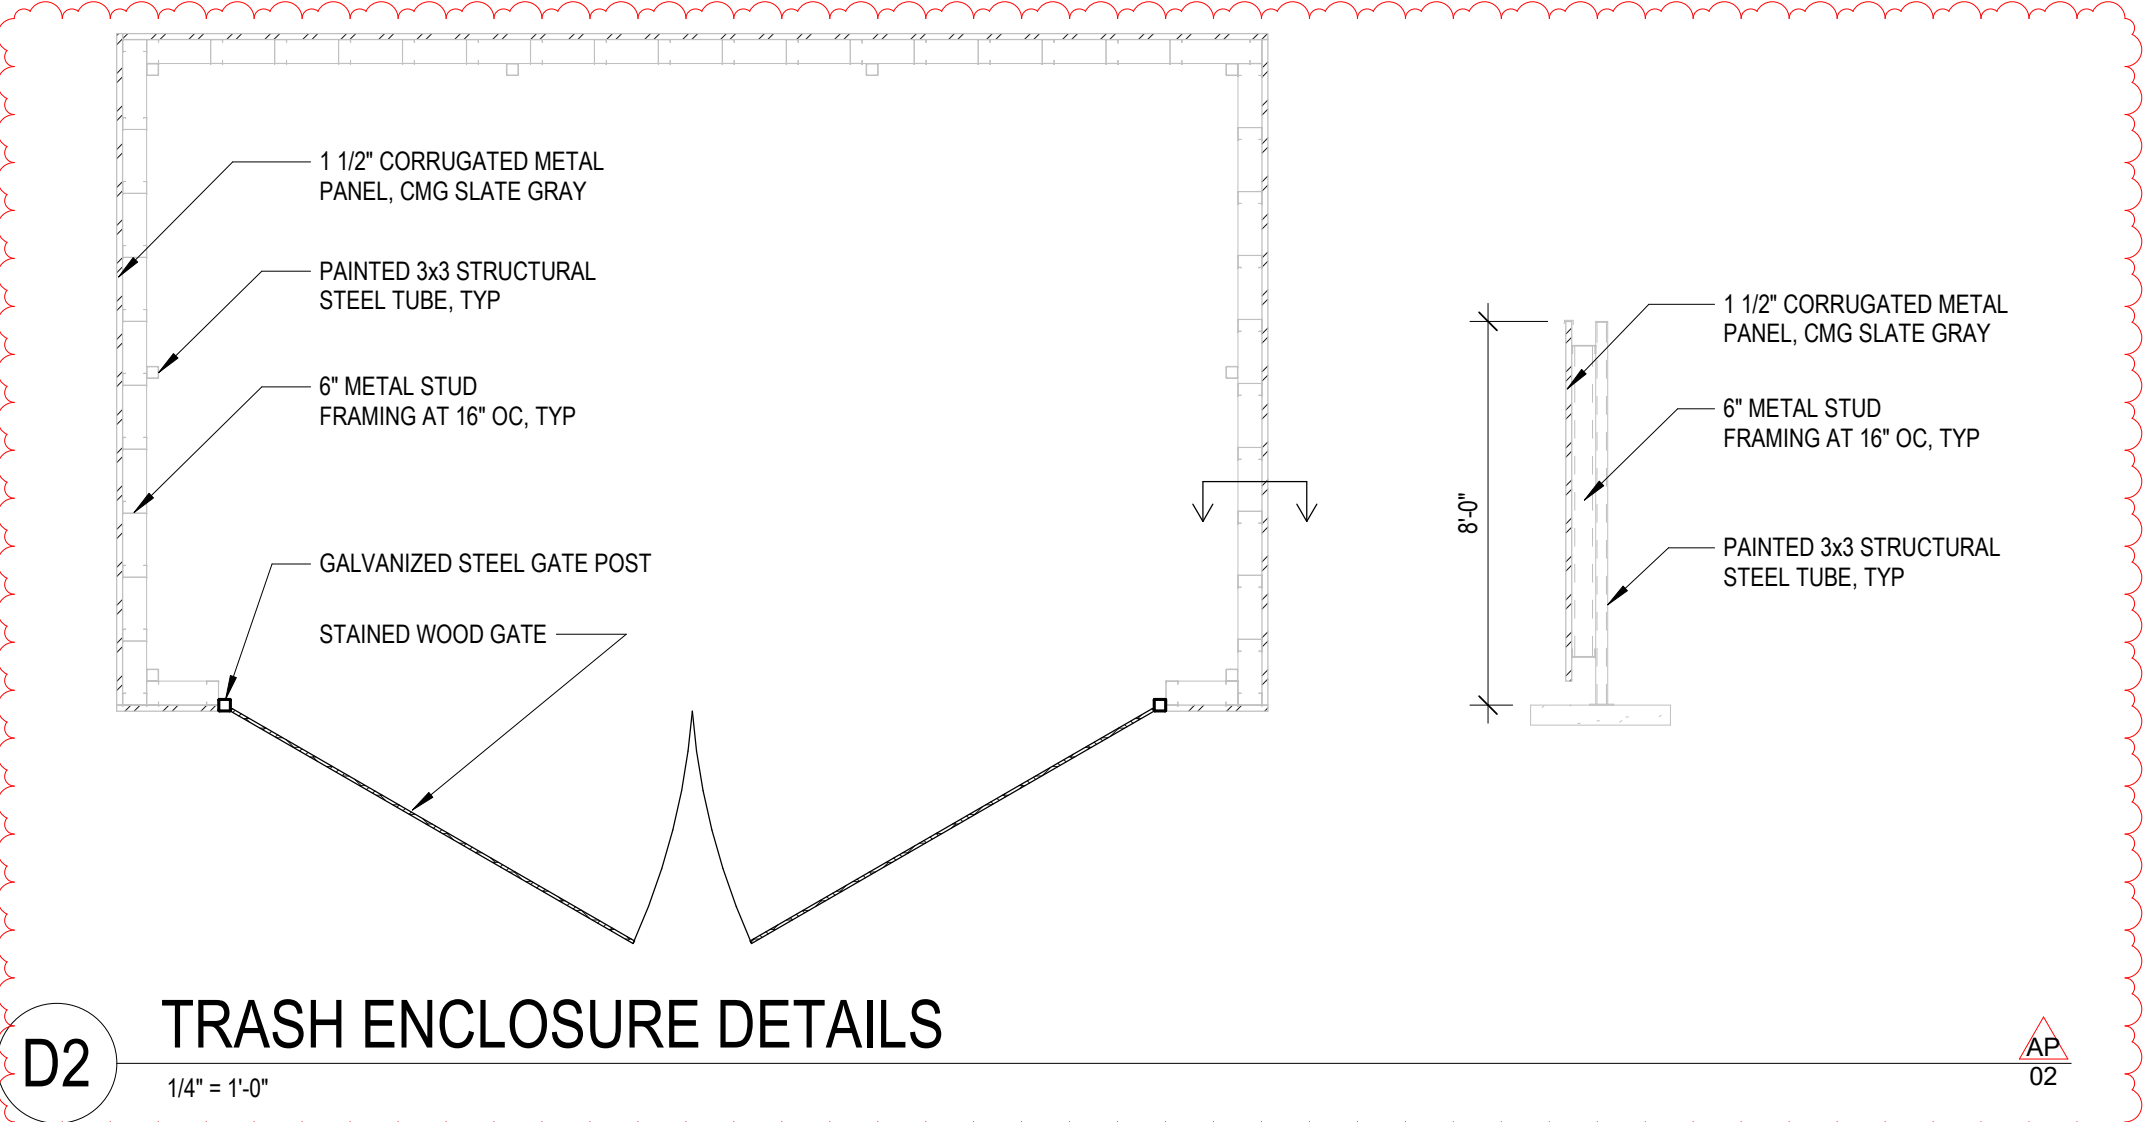 1 1/2" CORRUGATED METAL
PANEL, CMG SLATE GRAY
PAINTED 3x3 STRUCTURAL
STEEL TUBE, TYP
6" METAL STUD
FRAMING AT 16" OC, TYP
GALVANIZED STEEL GATE POST
STAINED WOOD GATE
1 1/2" CORRUGATED METAL
PANEL, CMG SLATE GRAY
6" METAL STUD
FRAMING AT 16" OC, TYP
8'-0"
PAINTED 3x3 STRUCTURAL
STEEL TUBE, TYP
D2
TRASH ENCLOSURE DETAILS
1/4" = 1'-0"
AP
02